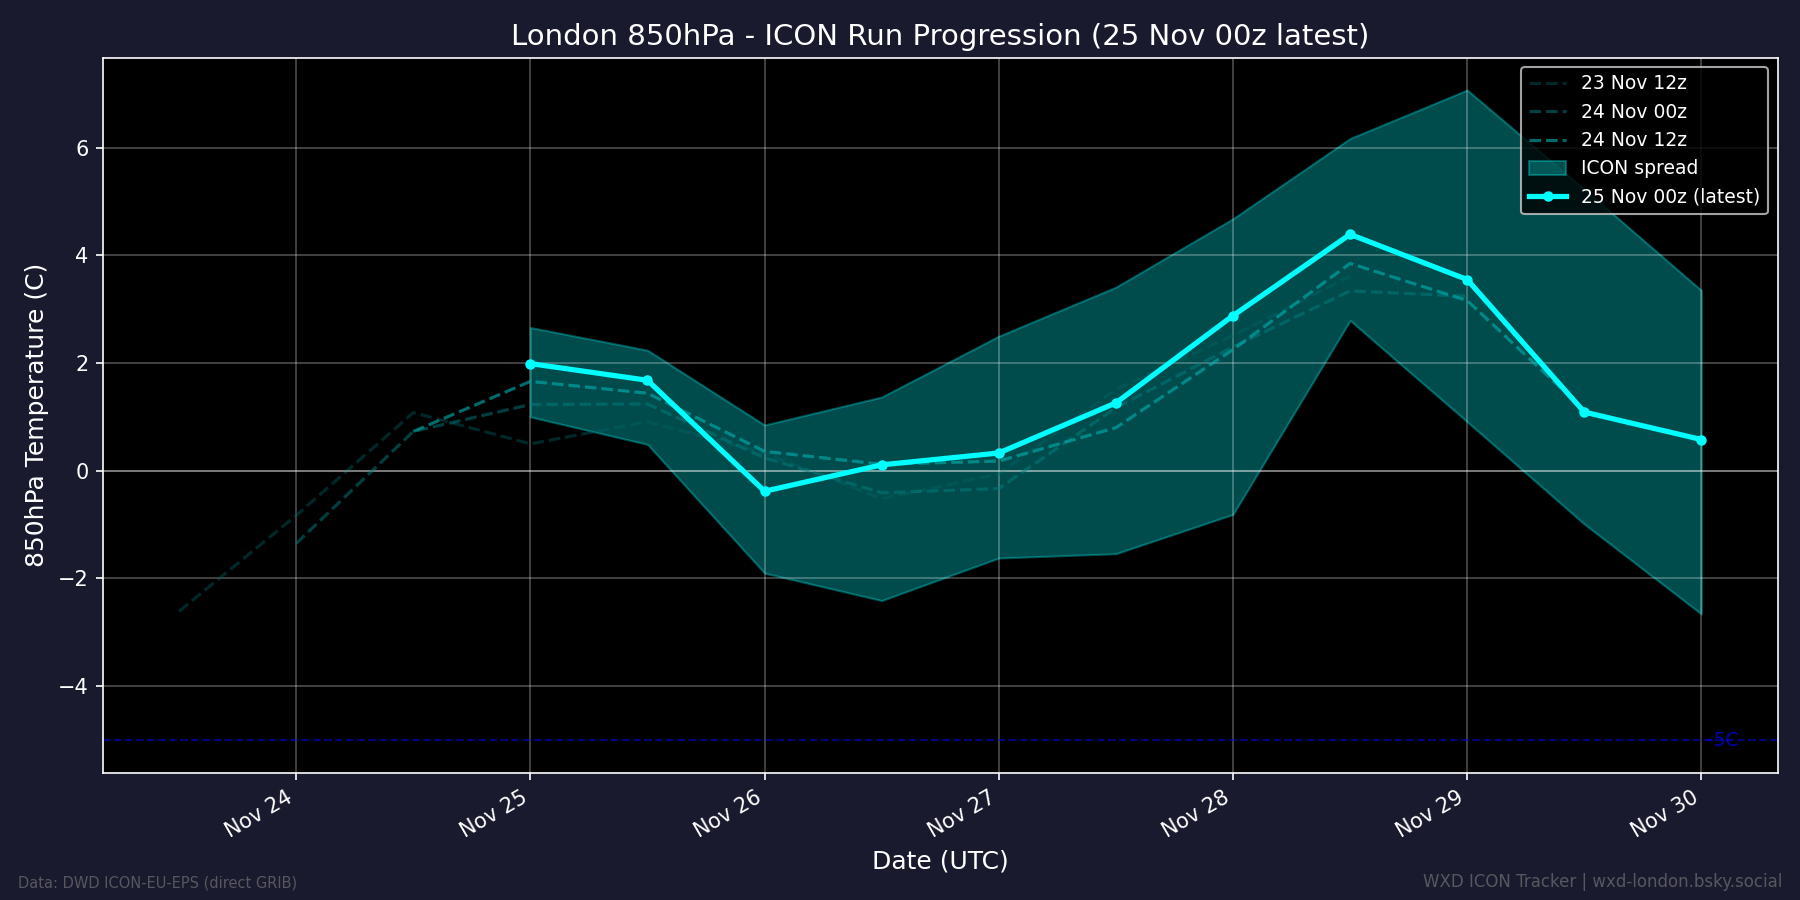 London 850hPa - ICON Run Progression (25 Nov 00z latest)
23 Nov 12z
24 Nov 00z
24 Nov 12z
ICON spread
25 Nov 00z (latest)
850hPa Temperature (C)
6
4
2
0
−2
−4
-5C
Nov 24
Nov 25
Nov 26
Nov 27
Nov 28
Nov 29
Nov 30
Date (UTC)
Data: DWD ICON-EU-EPS (direct GRIB)
WXD ICON Tracker | wxd-london.bsky.social